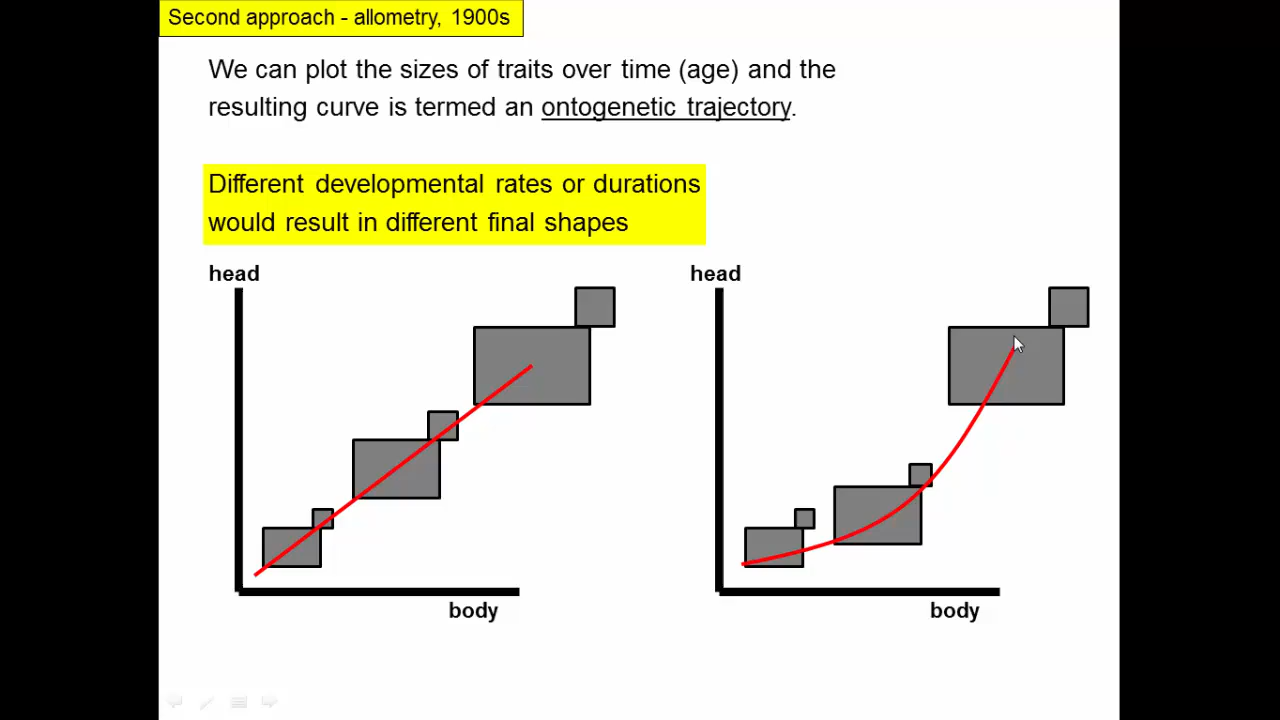 Second approach - allometry, 1900s
We can plot the sizes of traits over time (age) and the
resulting curve is termed an ontogenetic trajectory.
Different developmental rates or durations
would result in different final shapes
head
head
body
body